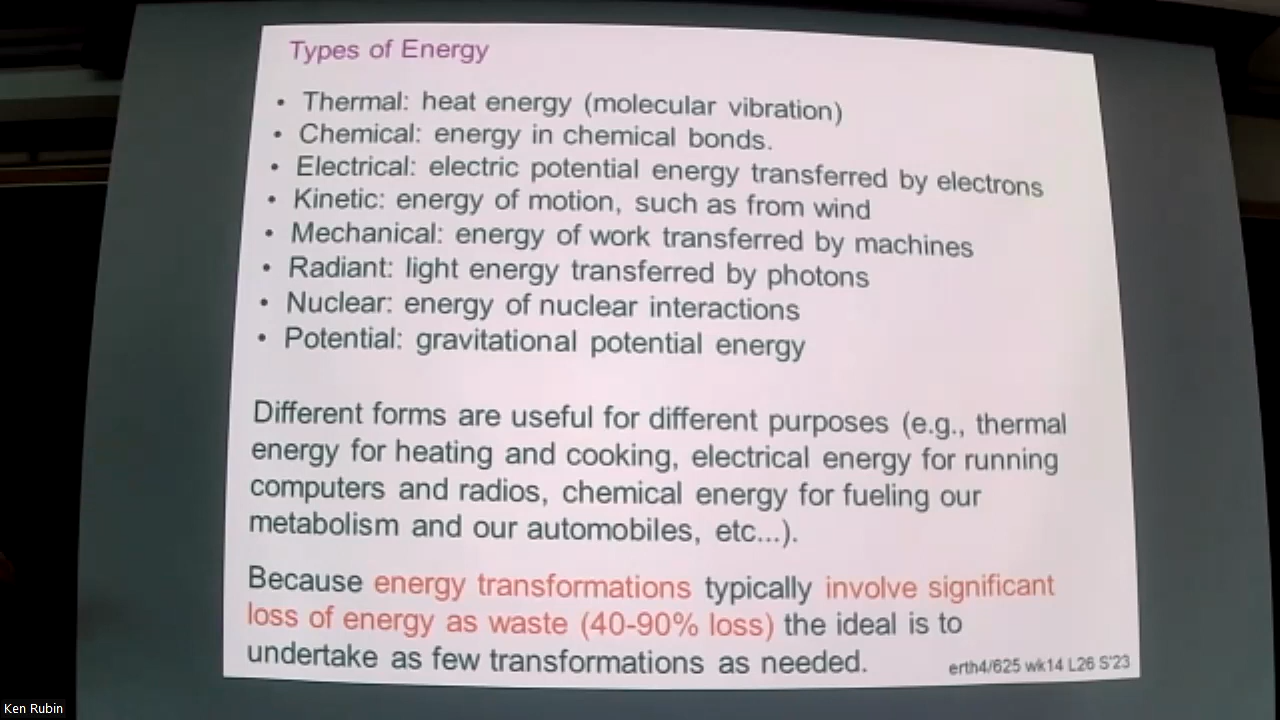 Types of Energy
• Thermal: heat energy (molecular vibration)
• Chemical: energy in chemical bonds.
• Electrical: electric potential energy transferred by electrons
• Kinetic: energy of motion, such as from wind
• Mechanical: energy of work transferred by machines
• Radiant: light energy transferred by photons
• Nuclear: energy of nuclear interactions
• Potential: gravitational potential energy
Different forms are useful for different purposes (e.g., thermal
energy for heating and cooking, electrical energy for running
computers and radios, chemical energy for fueling our
metabolism and our automobiles, etc...).
Because energy transformations typically involve significant
loss of energy as waste (40-90% loss) the ideal is to
undertake as few transformations as needed.
erth4/625 wk14 L26 S'23
Ken Rubin